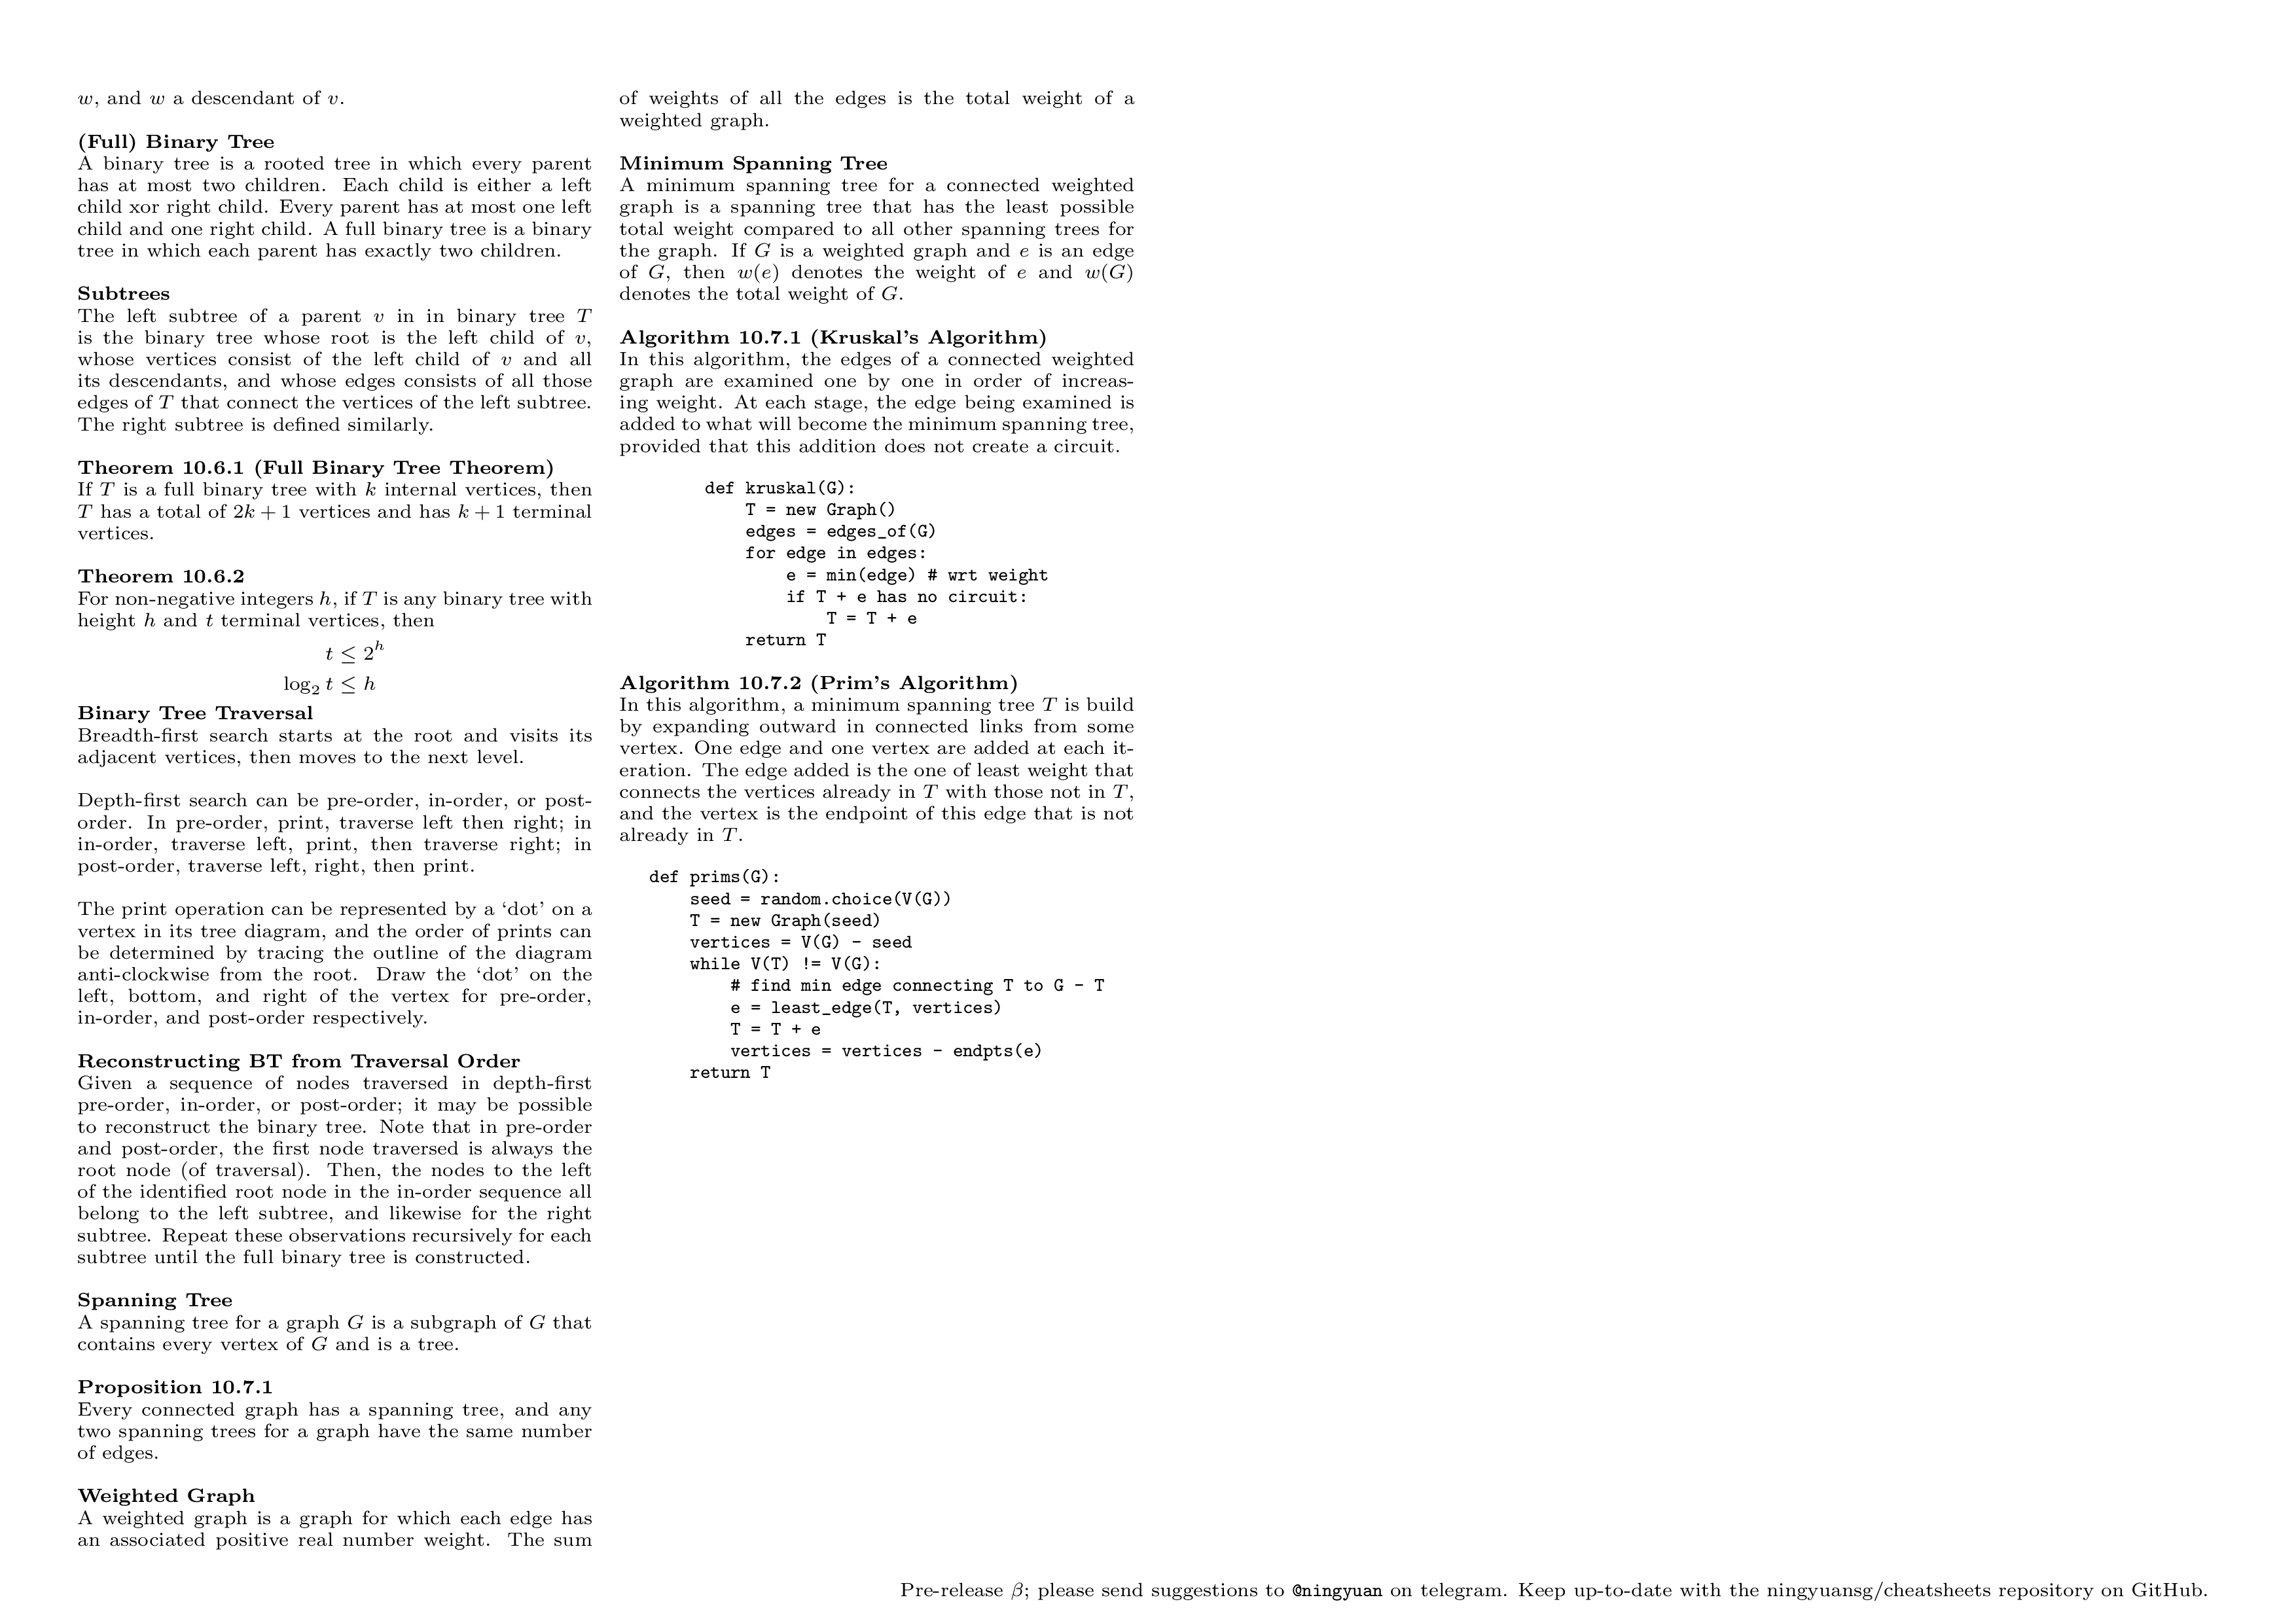 w, and w a descendant of v.
(Full) Binary Tree
A binary tree is a rooted tree in which every parent
has at most two children. Each child is either a left
child xor right child. Every parent has at most one left
child and one right child. A full binary tree is a binary
tree in which each parent has exactly two children.
Subtrees
The left subtree of a parent v in in binary tree T
is the binary tree whose root is the left child of v,
whose vertices consist of the left child of v and all
its descendants, and whose edges consists of all those
edges of T that connect the vertices of the left subtree.
The right subtree is defined similarly.
Theorem 10.6.1 (Full Binary Tree Theorem)
If T is a full binary tree with k internal vertices, then
T has a total of 2k + 1 vertices and has k + 1 terminal
vertices.
Theorem 10.6.2
For non-negative integers h, if T is any binary tree with
height h and t terminal vertices, then
t ≤ 2^h
log₂ t ≤ h
Binary Tree Traversal
Breadth-first search starts at the root and visits its
adjacent vertices, then moves to the next level.
Depth-first search can be pre-order, in-order, or post-
order. In pre-order, print, traverse left then right; in
in-order, traverse left, print, then traverse right; in
post-order, traverse left, right, then print.
The print operation can be represented by a ‘dot’ on a
vertex in its tree diagram, and the order of prints can
be determined by tracing the outline of the diagram
anti-clockwise from the root. Draw the ‘dot’ on the
left, bottom, and right of the vertex for pre-order,
in-order, and post-order respectively.
Reconstructing BT from Traversal Order
Given a sequence of nodes traversed in depth-first
pre-order, in-order, or post-order; it may be possible
to reconstruct the binary tree. Note that in pre-order
and post-order, the first node traversed is always the
root node (of traversal). Then, the nodes to the left
of the identified root node in the in-order sequence all
belong to the left subtree, and likewise for the right
subtree. Repeat these observations recursively for each
subtree until the full binary tree is constructed.
Spanning Tree
A spanning tree for a graph G is a subgraph of G that
contains every vertex of G and is a tree.
Proposition 10.7.1
Every connected graph has a spanning tree, and any
two spanning trees for a graph have the same number
of edges.
Weighted Graph
A weighted graph is a graph for which each edge has
an associated positive real number weight. The sum
of weights of all the edges is the total weight of a
weighted graph.
Minimum Spanning Tree
A minimum spanning tree for a connected weighted
graph is a spanning tree that has the least possible
total weight compared to all other spanning trees for
the graph. If G is a weighted graph and e is an edge
of G, then w(e) denotes the weight of e and w(G)
denotes the total weight of G.
Algorithm 10.7.1 (Kruskal's Algorithm)
In this algorithm, the edges of a connected weighted
graph are examined one by one in order of increas-
ing weight. At each stage, the edge being examined is
added to what will become the minimum spanning tree,
provided that this addition does not create a circuit.
def kruskal(G):
    T = new Graph()
    edges = edges_of(G)
    for edge in edges:
        e = min(edge) # wrt weight
        if T + e has no circuit:
            T = T + e
    return T
Algorithm 10.7.2 (Prim's Algorithm)
In this algorithm, a minimum spanning tree T is build
by expanding outward in connected links from some
vertex. One edge and one vertex are added at each it-
eration. The edge added is the one of least weight that
connects the vertices already in T with those not in T,
and the vertex is the endpoint of this edge that is not
already in T.
def prims(G):
    seed = random.choice(V(G))
    T = new Graph(seed)
    vertices = V(G) - seed
    while V(T) != V(G):
        # find min edge connecting T to G - T
        e = least_edge(T, vertices)
        T = T + e
        vertices = vertices - endpts(e)
    return T
Pre-release β; please send suggestions to @ningyuan on telegram. Keep up-to-date with the ningyuansg/cheatsheets repository on GitHub.